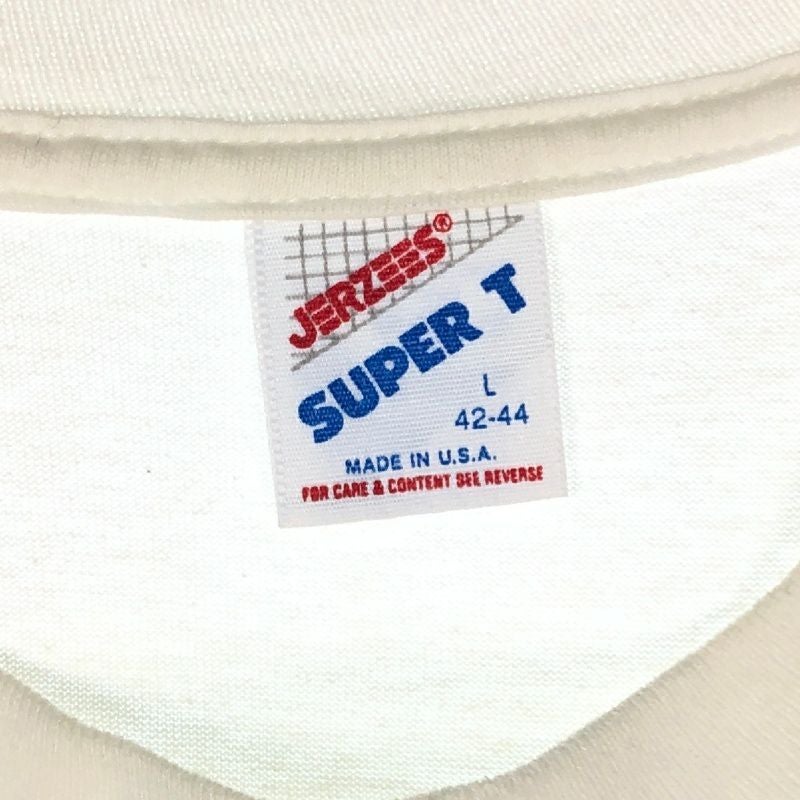 JERZEES®
SUPER T
L
42-44
MADE IN U.S.A.
FOR CARE & CONTENT SEE REVERSE